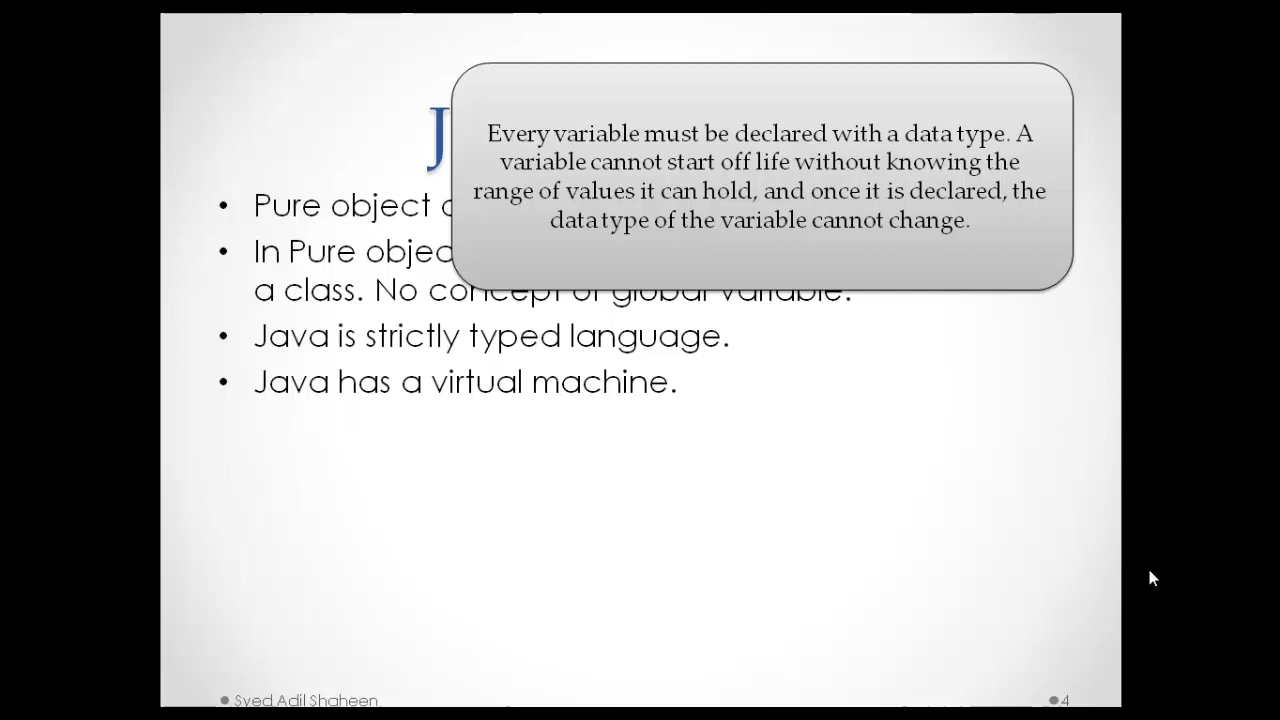 J
Every variable must be declared with a data type. A
variable cannot start off life without knowing the
range of values it can hold, and once it is declared, the
data type of the variable cannot change.
• Pure object
• In Pure objec
a class. No concept of global variable.
• Java is strictly typed language.
• Java has a virtual machine.
Syed Adil Shaheen
4